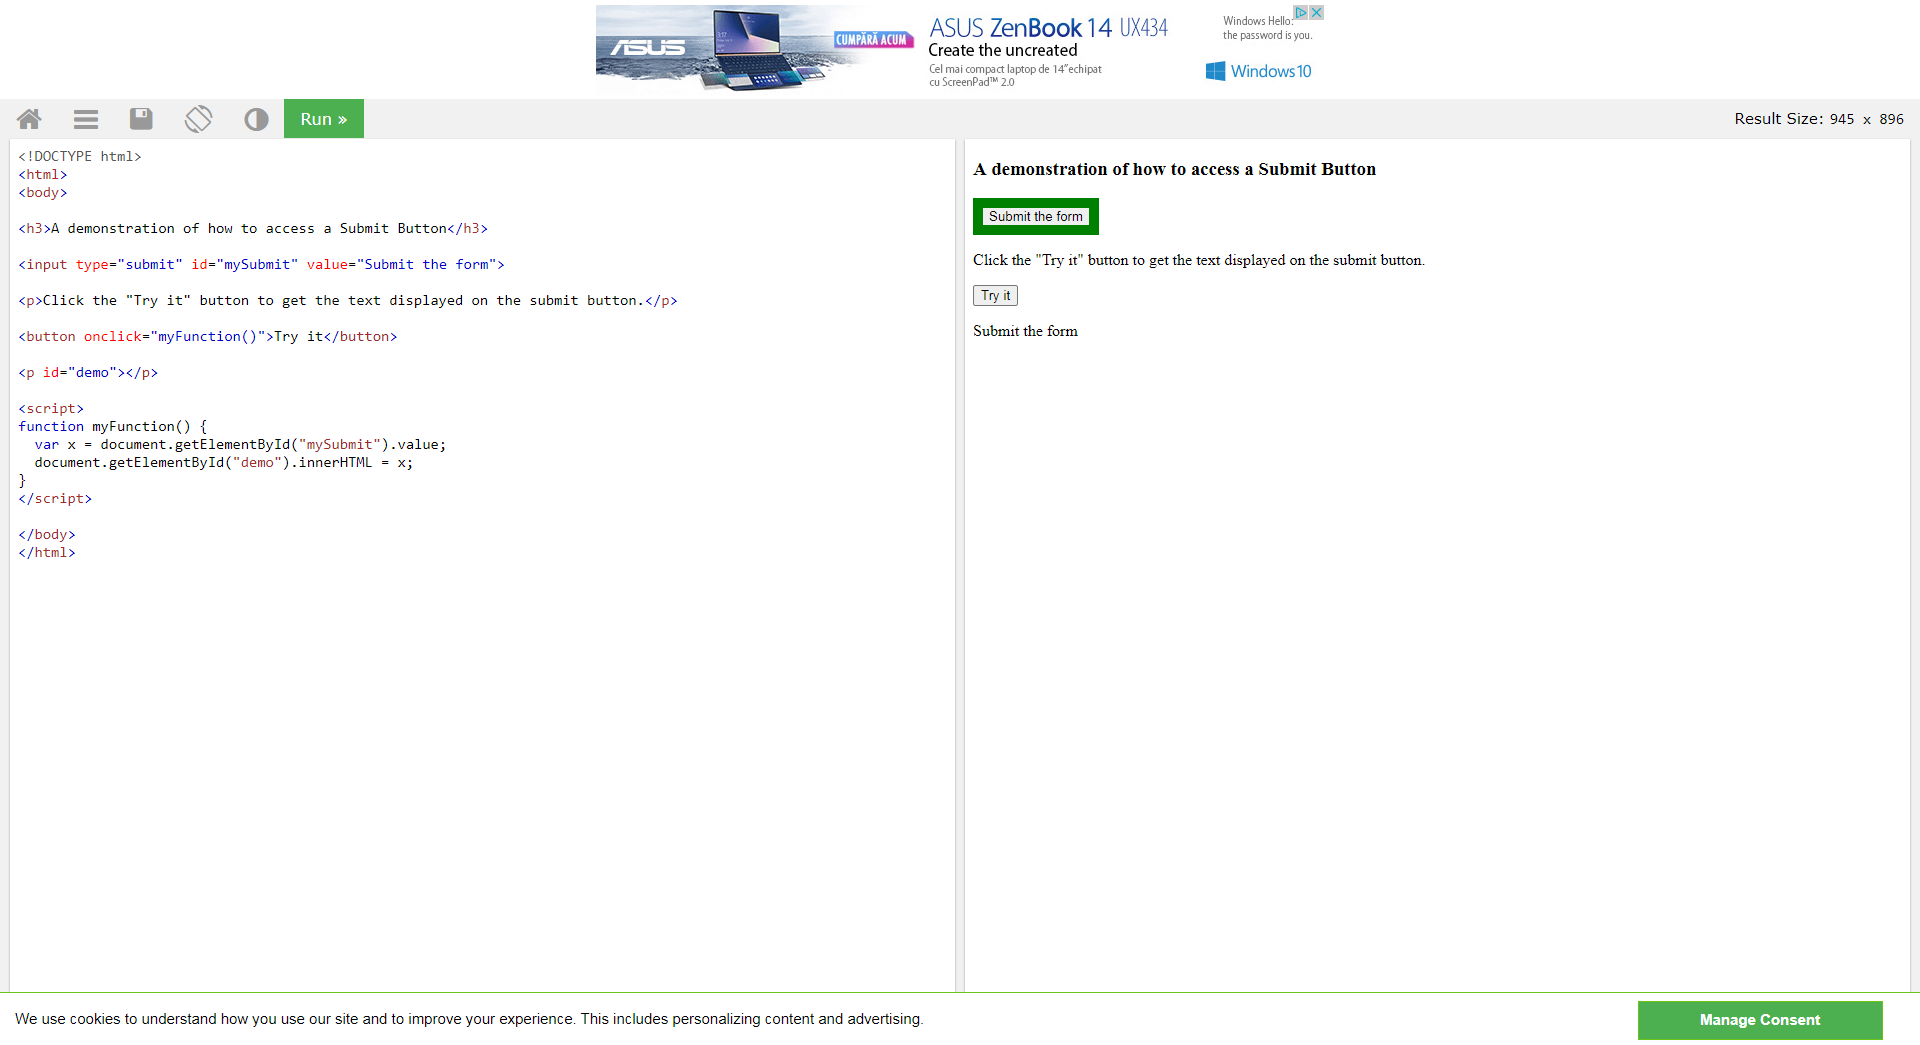 ASUS
3:17
CUMPĂRĂ ACUM
ASUS ZenBook 14 UX434
Create the uncreated
Cel mai compact laptop de 14"echipat
cu ScreenPad™ 2.0
Windows Hello:
the password is you.
Windows10
Run »
Result Size: 945 x 896
<!DOCTYPE html>
<html>
<body>
<h3>A demonstration of how to access a Submit Button</h3>
<input type="submit" id="mySubmit" value="Submit the form">
<p>Click the "Try it" button to get the text displayed on the submit button.</p>
<button onclick="myFunction()">Try it</button>
<p id="demo"></p>
<script>
function myFunction() {
  var x = document.getElementById("mySubmit").value;
  document.getElementById("demo").innerHTML = x;
}
</script>
</body>
</html>
A demonstration of how to access a Submit Button
Submit the form
Click the "Try it" button to get the text displayed on the submit button.
Try it
Submit the form
We use cookies to understand how you use our site and to improve your experience. This includes personalizing content and advertising.
Manage Consent